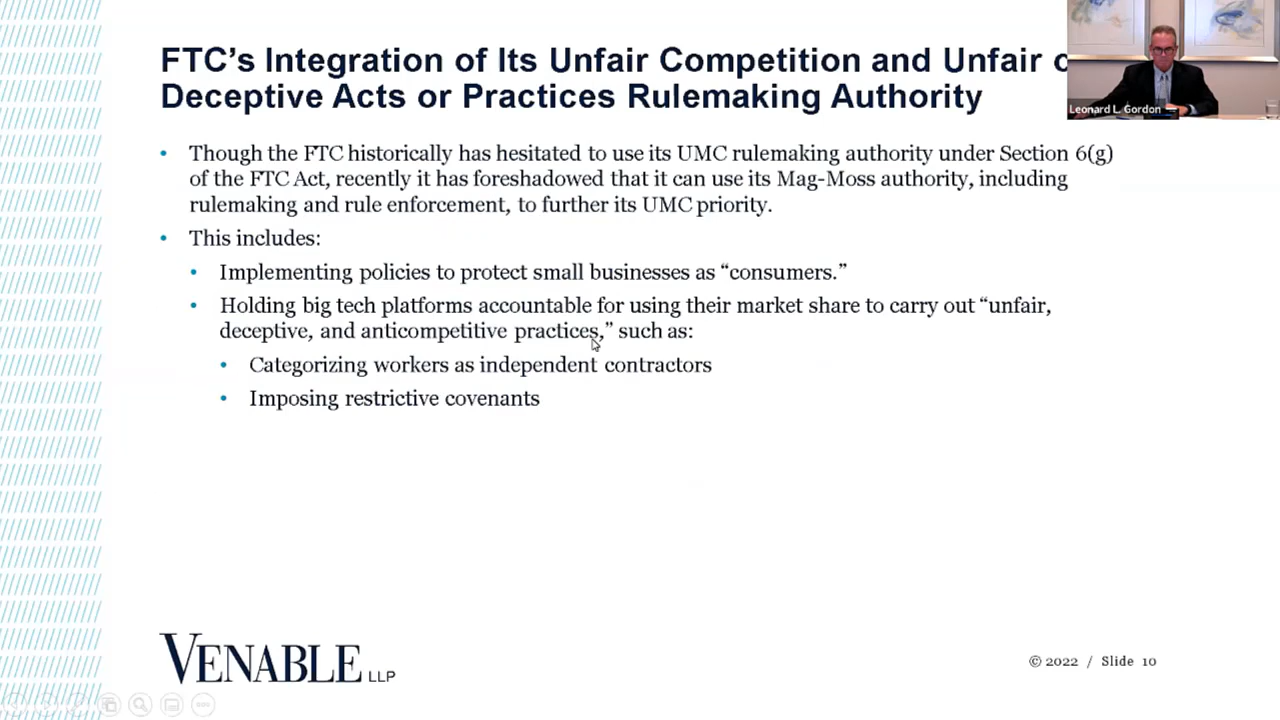 FTC’s Integration of Its Unfair Competition and Unfair
Deceptive Acts or Practices Rulemaking Authority
Leonard L. Gordon
• Though the FTC historically has hesitated to use its UMC rulemaking authority under Section 6(g)
of the FTC Act, recently it has foreshadowed that it can use its Mag-Moss authority, including
rulemaking and rule enforcement, to further its UMC priority.
• This includes:
• Implementing policies to protect small businesses as “consumers.”
• Holding big tech platforms accountable for using their market share to carry out “unfair,
deceptive, and anticompetitive practices,” such as:
• Categorizing workers as independent contractors
• Imposing restrictive covenants
VENABLE LLP
© 2022 / Slide 10